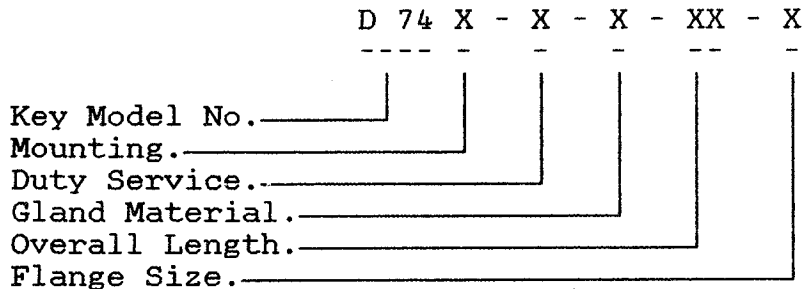 D 74 X - X - X - XX - X
---- - - - -- -
Key Model No.
Mounting.
Duty Service.
Gland Material.
Overall Length.
Flange Size.